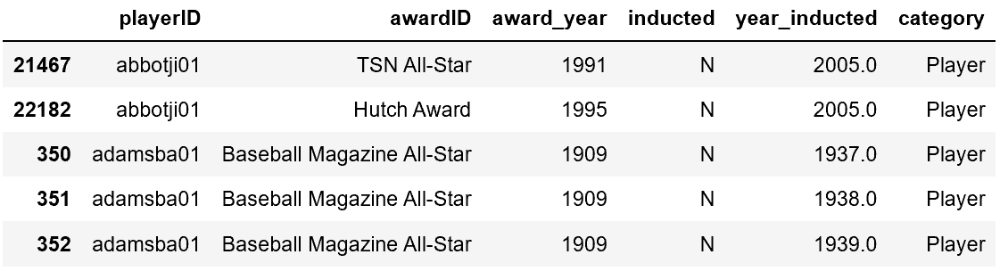 playerID awardID award_year inducted year_inducted category
21467 abbotji01 TSN All-Star 1991 N 2005.0 Player
22182 abbotji01 Hutch Award 1995 N 2005.0 Player
350 adamsba01 Baseball Magazine All-Star 1909 N 1937.0 Player
351 adamsba01 Baseball Magazine All-Star 1909 N 1938.0 Player
352 adamsba01 Baseball Magazine All-Star 1909 N 1939.0 Player